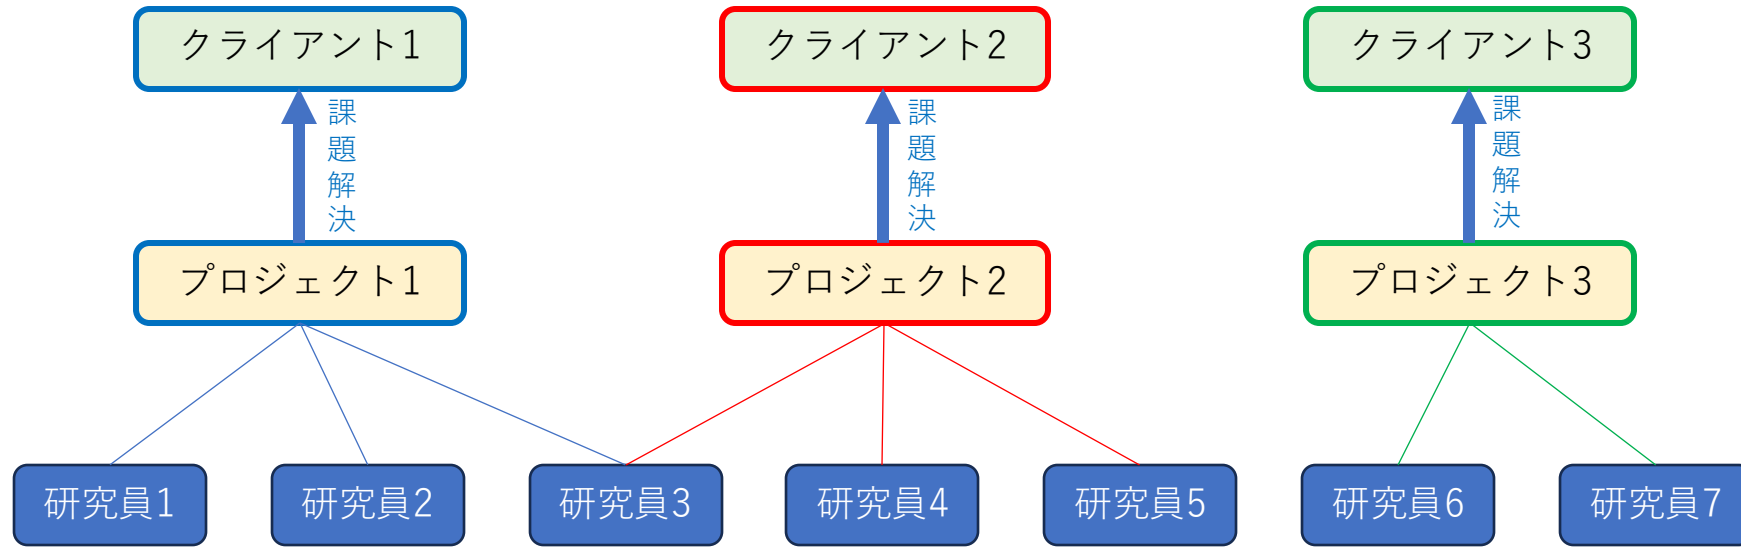 クライアント1
クライアント2
クライアント3
課題解決
課題解決
課題解決
プロジェクト1
プロジェクト2
プロジェクト3
研究員1
研究員2
研究員3
研究員4
研究員5
研究員6
研究員7